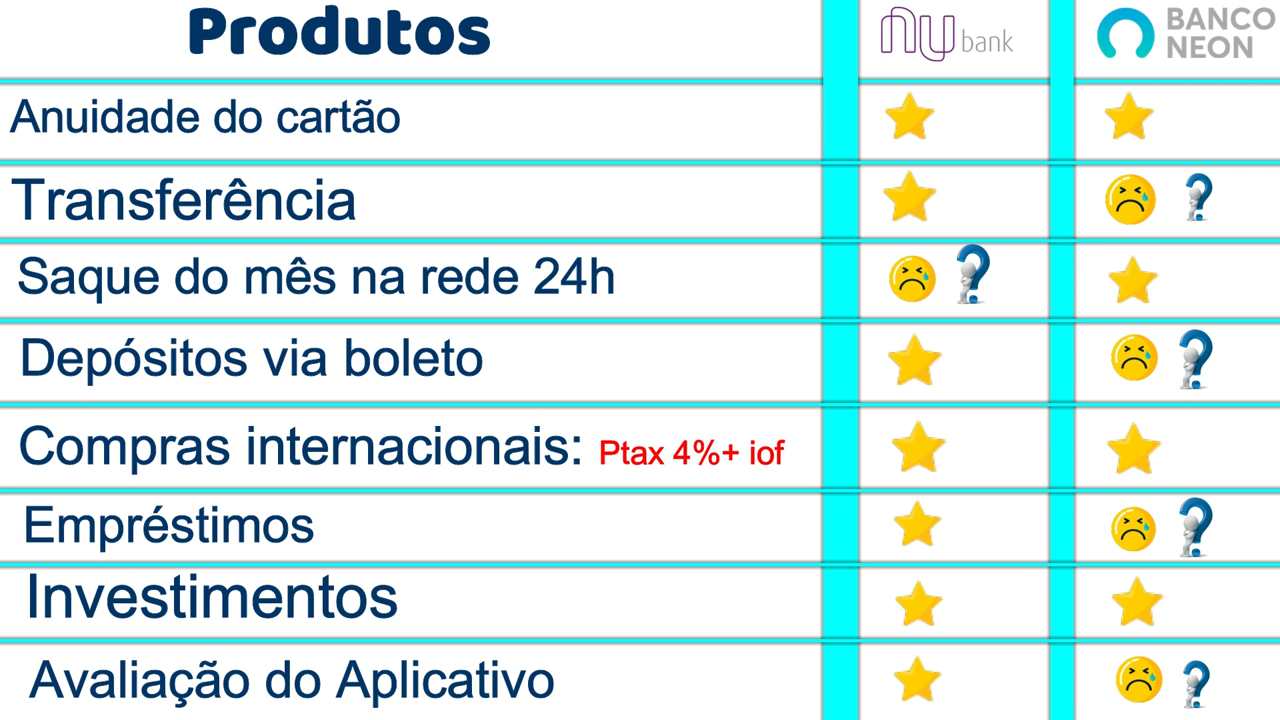 Produtos
nu bank
BANCO
NEON
Anuidade do cartão
Transferência
Saque do mês na rede 24h
Depósitos via boleto
Compras internacionais: Ptax 4%+ iof
Empréstimos
Investimentos
Avaliação do Aplicativo